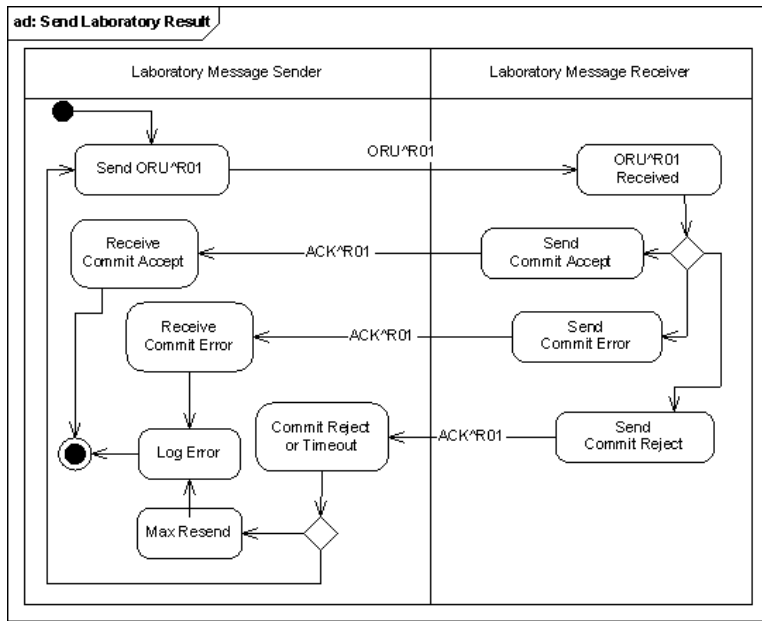 ad: Send Laboratory Result
Laboratory Message Sender
Laboratory Message Receiver
Send ORU^R01
ORU^R01
ORU^R01
Received
Receive
Commit Accept
ACK^R01
Send
Commit Accept
Receive
Commit Error
ACK^R01
Send
Commit Error
Commit Reject
or Timeout
ACK^R01
Send
Commit Reject
Log Error
Max Resend